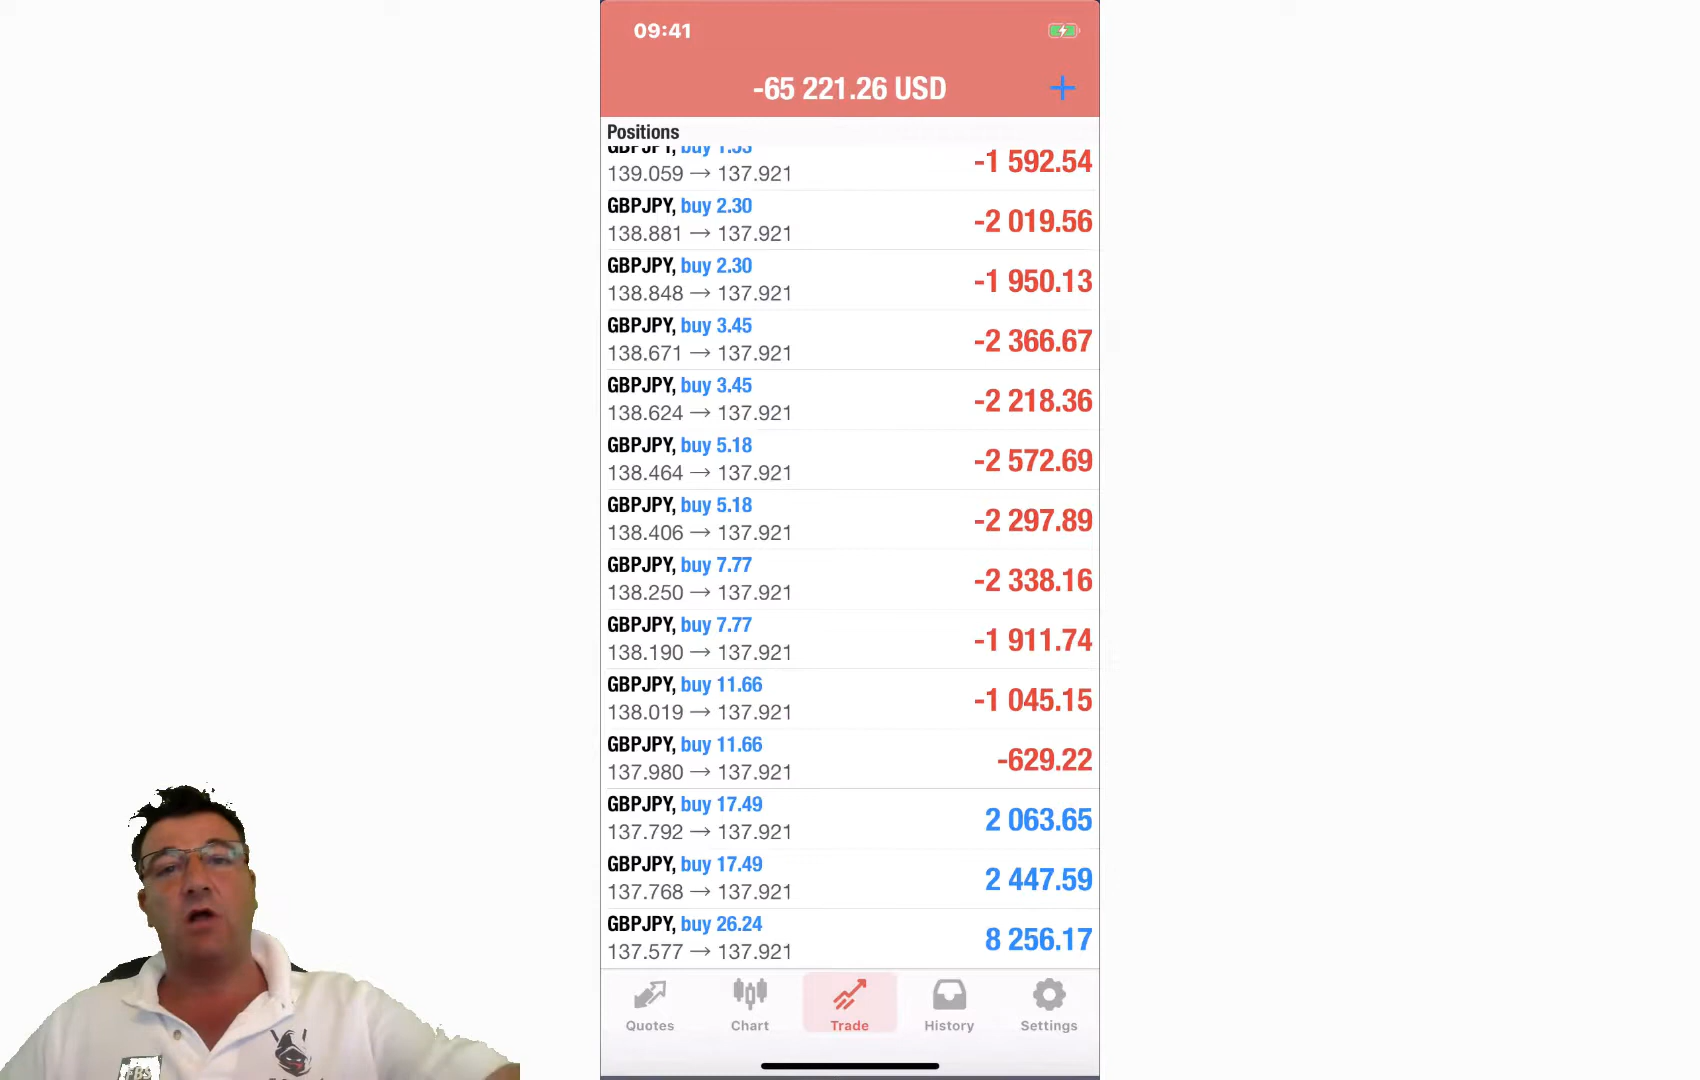 09:41
-65 221.26 USD
Positions
GBPJPY, buy 1.53
-1 592.54
139.059 → 137.921
GBPJPY, buy 2.30
-2 019.56
138.881 → 137.921
GBPJPY, buy 2.30
-1 950.13
138.848 → 137.921
GBPJPY, buy 3.45
-2 366.67
138.671 → 137.921
GBPJPY, buy 3.45
-2 218.36
138.624 → 137.921
GBPJPY, buy 5.18
-2 572.69
138.464 → 137.921
GBPJPY, buy 5.18
-2 297.89
138.406 → 137.921
GBPJPY, buy 7.77
-2 338.16
138.250 → 137.921
GBPJPY, buy 7.77
-1 911.74
138.190 → 137.921
GBPJPY, buy 11.66
-1 045.15
138.019 → 137.921
GBPJPY, buy 11.66
-629.22
137.980 → 137.921
GBPJPY, buy 17.49
2 063.65
137.792 → 137.921
GBPJPY, buy 17.49
2 447.59
137.768 → 137.921
GBPJPY, buy 26.24
8 256.17
137.577 → 137.921
Quotes
Chart
Trade
History
Settings